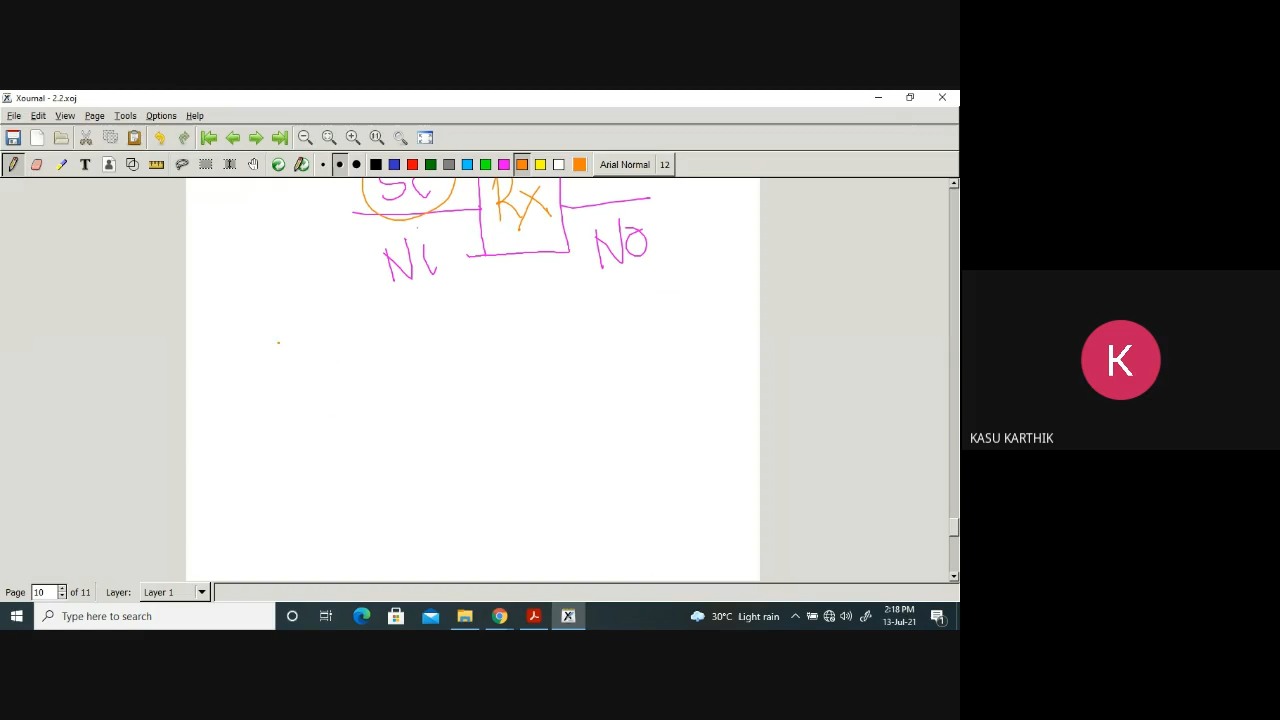 Xournal - 2.2.xoj
File Edit View Page Tools Options Help
Arial Normal 12
Rx
Ni
NO
K
KASU KARTHIK
Page 10 of 11 Layer: Layer 1
Type here to search
30°C Light rain
2:18 PM
13-Jul-21
1